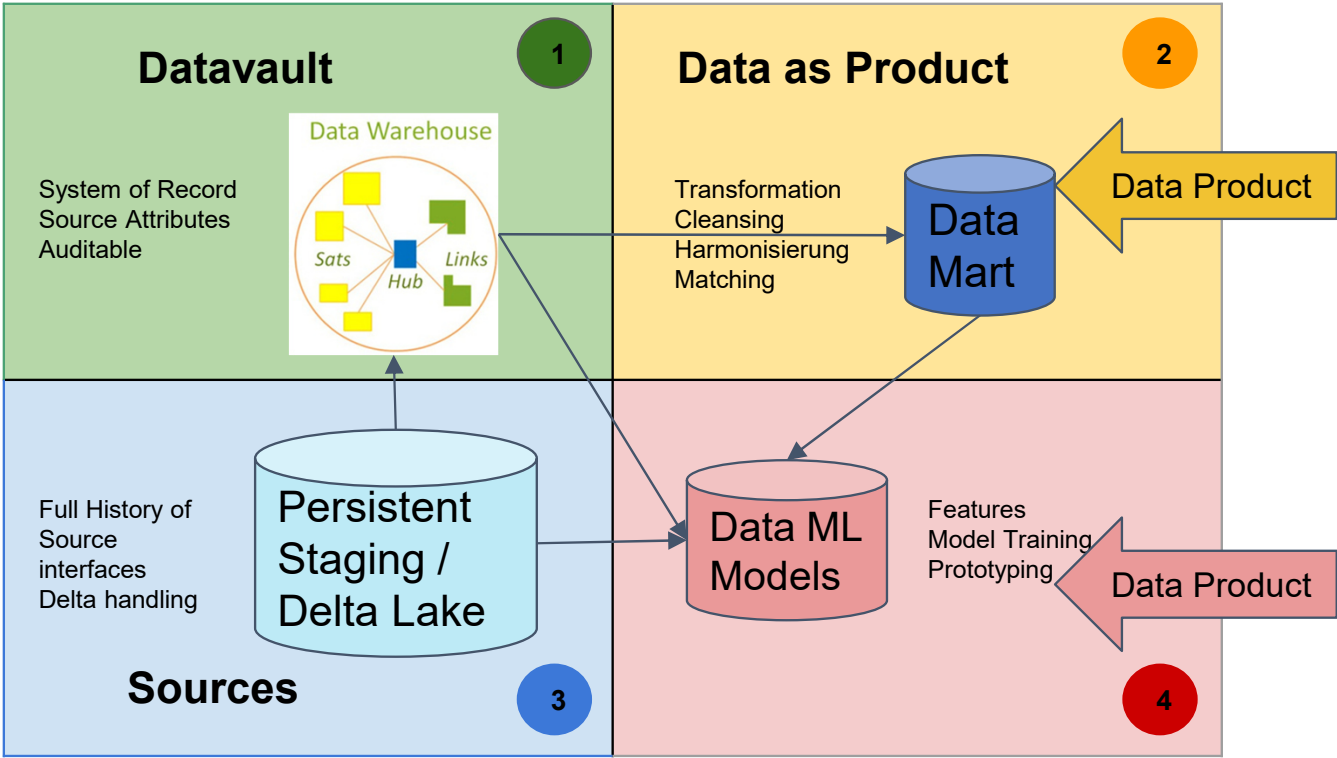 Datavault
1
Data Warehouse
Sats
Hub
Links
System of Record
Source Attributes
Auditable
Data as Product
2
Transformation
Cleansing
Harmonisierung
Matching
Data
Mart
Data Product
Full History of
Source
interfaces
Delta handling
Persistent
Staging /
Delta Lake
Sources
3
Data ML
Models
Features
Model Training
Prototyping
Data Product
4